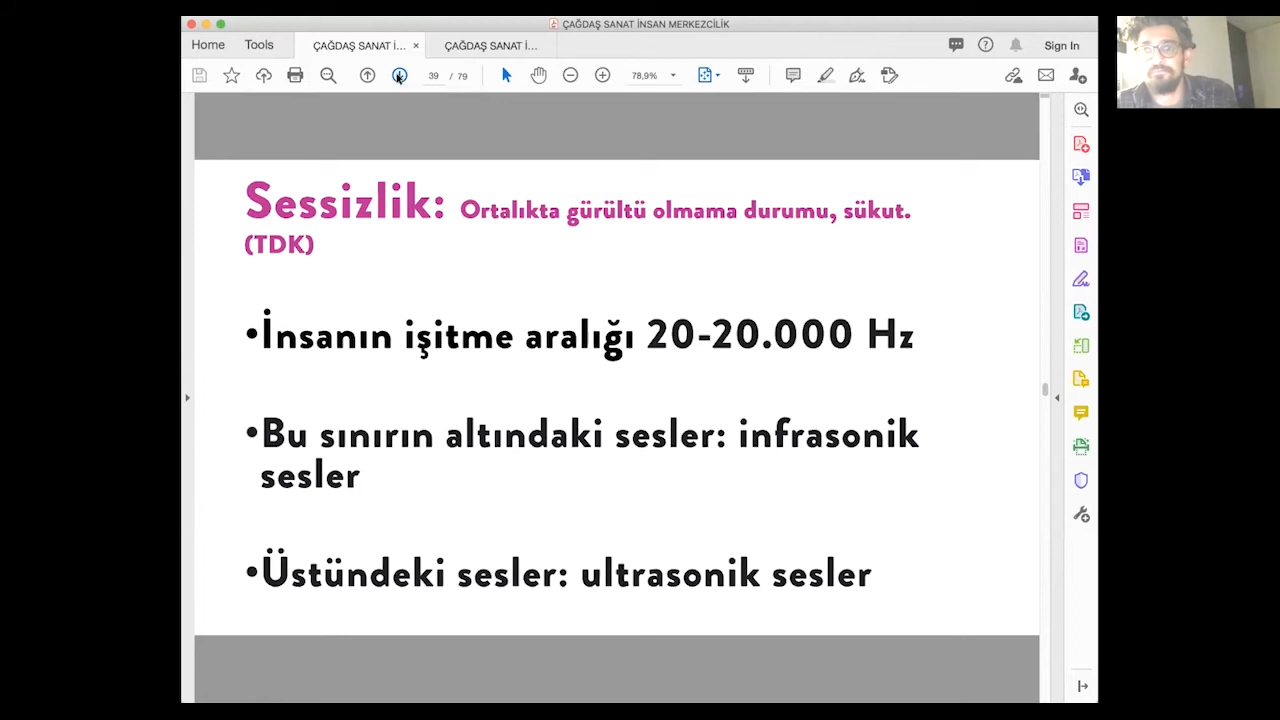 ÇAĞDAŞ SANAT İNSAN MERKEZCİLİK
Home Tools ÇAĞDAŞ SANAT İ... × ÇAĞDAŞ SANAT İ... Sign In
39 / 79 78,9%
Sessizlik: Ortalıkta gürültü olmama durumu, sükut.
(TDK)
•İnsanın işitme aralığı 20-20.000 Hz
•Bu sınırın altındaki sesler: infrasonik
sesler
•Üstündeki sesler: ultrasonik sesler